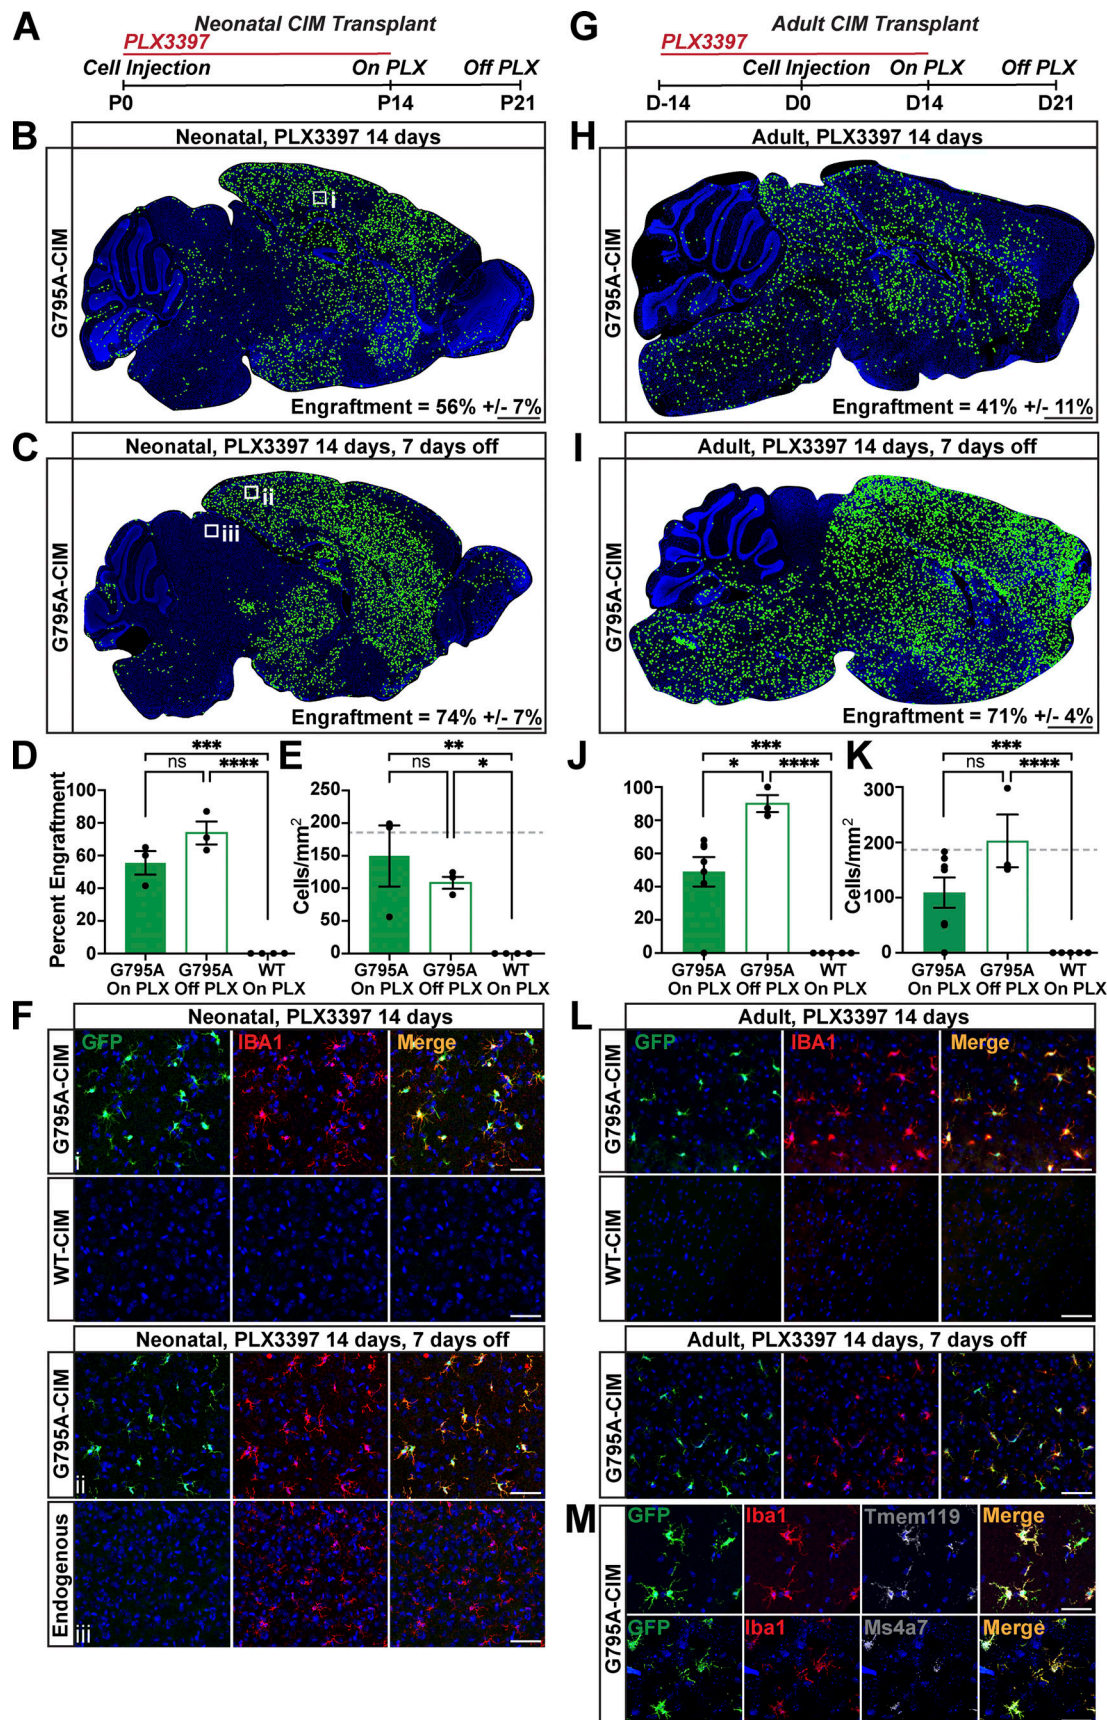 A
Neonatal CIM Transplant
PLX3397
Cell Injection On PLX Off PLX
P0 P14 P21
B
Neonatal, PLX3397 14 days
G795A-CIM
i
Engraftment = 56% +/- 7%
C
Neonatal, PLX3397 14 days, 7 days off
G795A-CIM
ii
iii
Engraftment = 74% +/- 7%
D
*** 
ns ****
Percent Engraftment
100
80
60
40
20
0
G795A G795A WT
On PLX Off PLX On PLX
E
**
ns *
Cells/mm2
250
200
150
100
50
0
G795A G795A WT
On PLX Off PLX On PLX
F
Neonatal, PLX3397 14 days
G795A-CIM
GFP IBA1 Merge
i
WT-CIM
Neonatal, PLX3397 14 days, 7 days off
G795A-CIM
ii
Endogenous
iii
G
Adult CIM Transplant
PLX3397
Cell Injection On PLX Off PLX
D-14 D0 D14 D21
H
Adult, PLX3397 14 days
G795A-CIM
Engraftment = 41% +/- 11%
I
Adult, PLX3397 14 days, 7 days off
G795A-CIM
Engraftment = 71% +/- 4%
J
***
* ****
100
80
60
40
20
0
G795A G795A WT
On PLX Off PLX On PLX
K
***
ns ****
Cells/mm2
300
200
100
0
G795A G795A WT
On PLX Off PLX On PLX
L
Adult, PLX3397 14 days
G795A-CIM
GFP IBA1 Merge
WT-CIM
Adult, PLX3397 14 days, 7 days off
G795A-CIM
M
G795A-CIM
GFP Iba1 Tmem119 Merge
GFP Iba1 Ms4a7 Merge